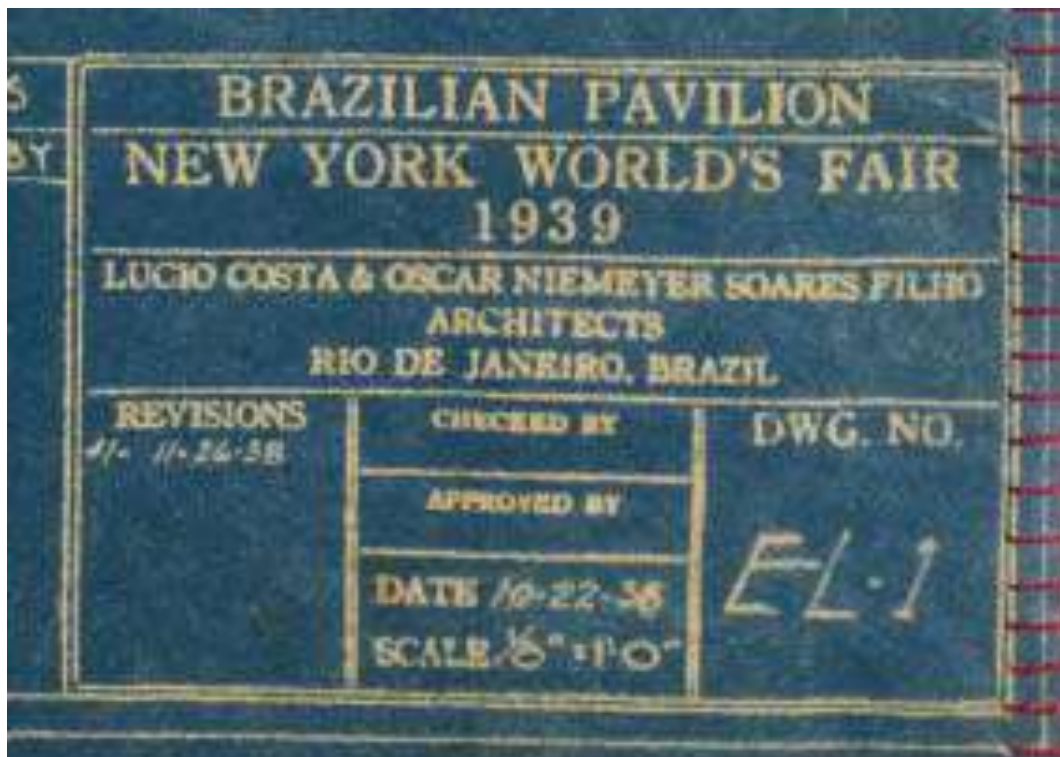 S
BY
BRAZILIAN PAVILION
NEW YORK WORLD'S FAIR
1939
LUCIO COSTA & OSCAR NIEMEYER SOARES FILHO
ARCHITECTS
RIO DE JANEIRO, BRAZIL
REVISIONS
11-26-38
CHECKED BY
APPROVED BY
DATE 10-22-38
SCALE 1/8" = 1'-0"
DWG. NO.
EL-1